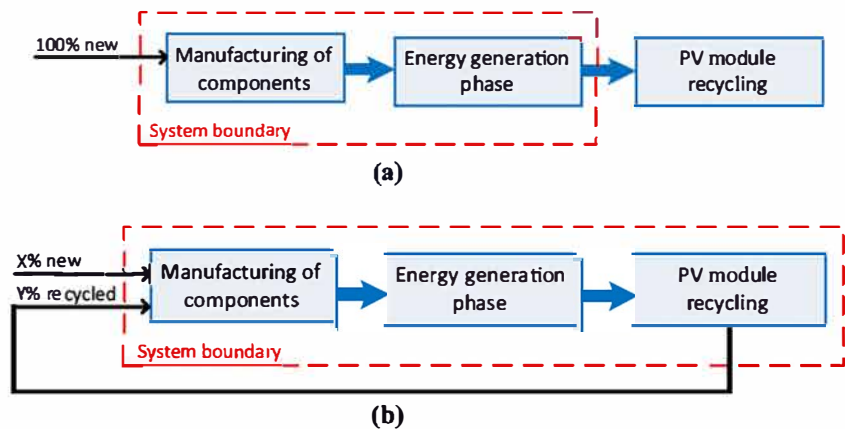 100% new
Manufacturing of
components
Energy generation
phase
PV module
recycling
System boundary
(a)
X% new
Y% recycled
Manufacturing of
components
Energy generation
phase
PV module
recycling
System boundary
(b)